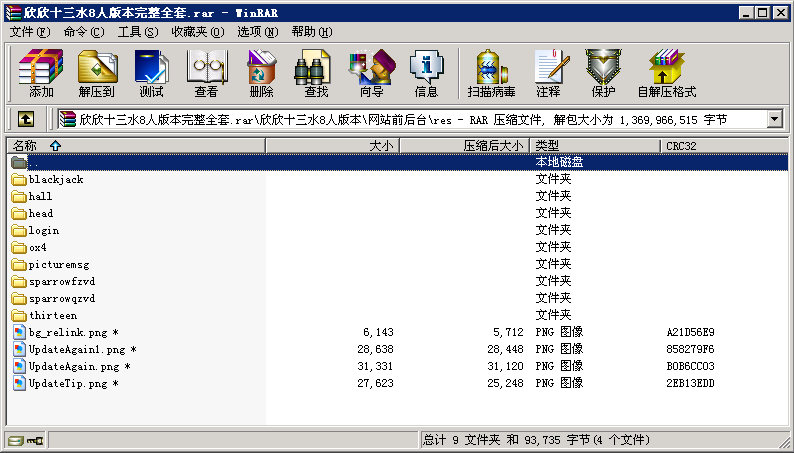 欣欣十三水8人版本完整全套.rar - WinRAR
文件(F) 命令(C) 工具(S) 收藏夹(O) 选项(N) 帮助(H)
添加 解压到 测试 查看 删除 查找 向导 信息 扫描病毒 注释 保护 自解压格式
欣欣十三水8人版本完整全套.rar\欣欣十三水8人版本\网站前后台\res - RAR 压缩文件, 解包大小为 1,369,966,515 字节
名称 大小 压缩后大小 类型 CRC32
.. 本地磁盘
blackjack 文件夹
hall 文件夹
head 文件夹
login 文件夹
ox4 文件夹
picturemsg 文件夹
sparrowfzvd 文件夹
sparrowqzvd 文件夹
thirteen 文件夹
bg_relink.png * 6,143 5,712 PNG 图像 A21D56E9
UpdateAgain1.png * 28,638 28,448 PNG 图像 858279F6
UpdateAgain.png * 31,331 31,120 PNG 图像 B0B6CC03
UpdateTip.png * 27,623 25,248 PNG 图像 2EB13EDD
总计 9 文件夹 和 93,735 字节(4 个文件)